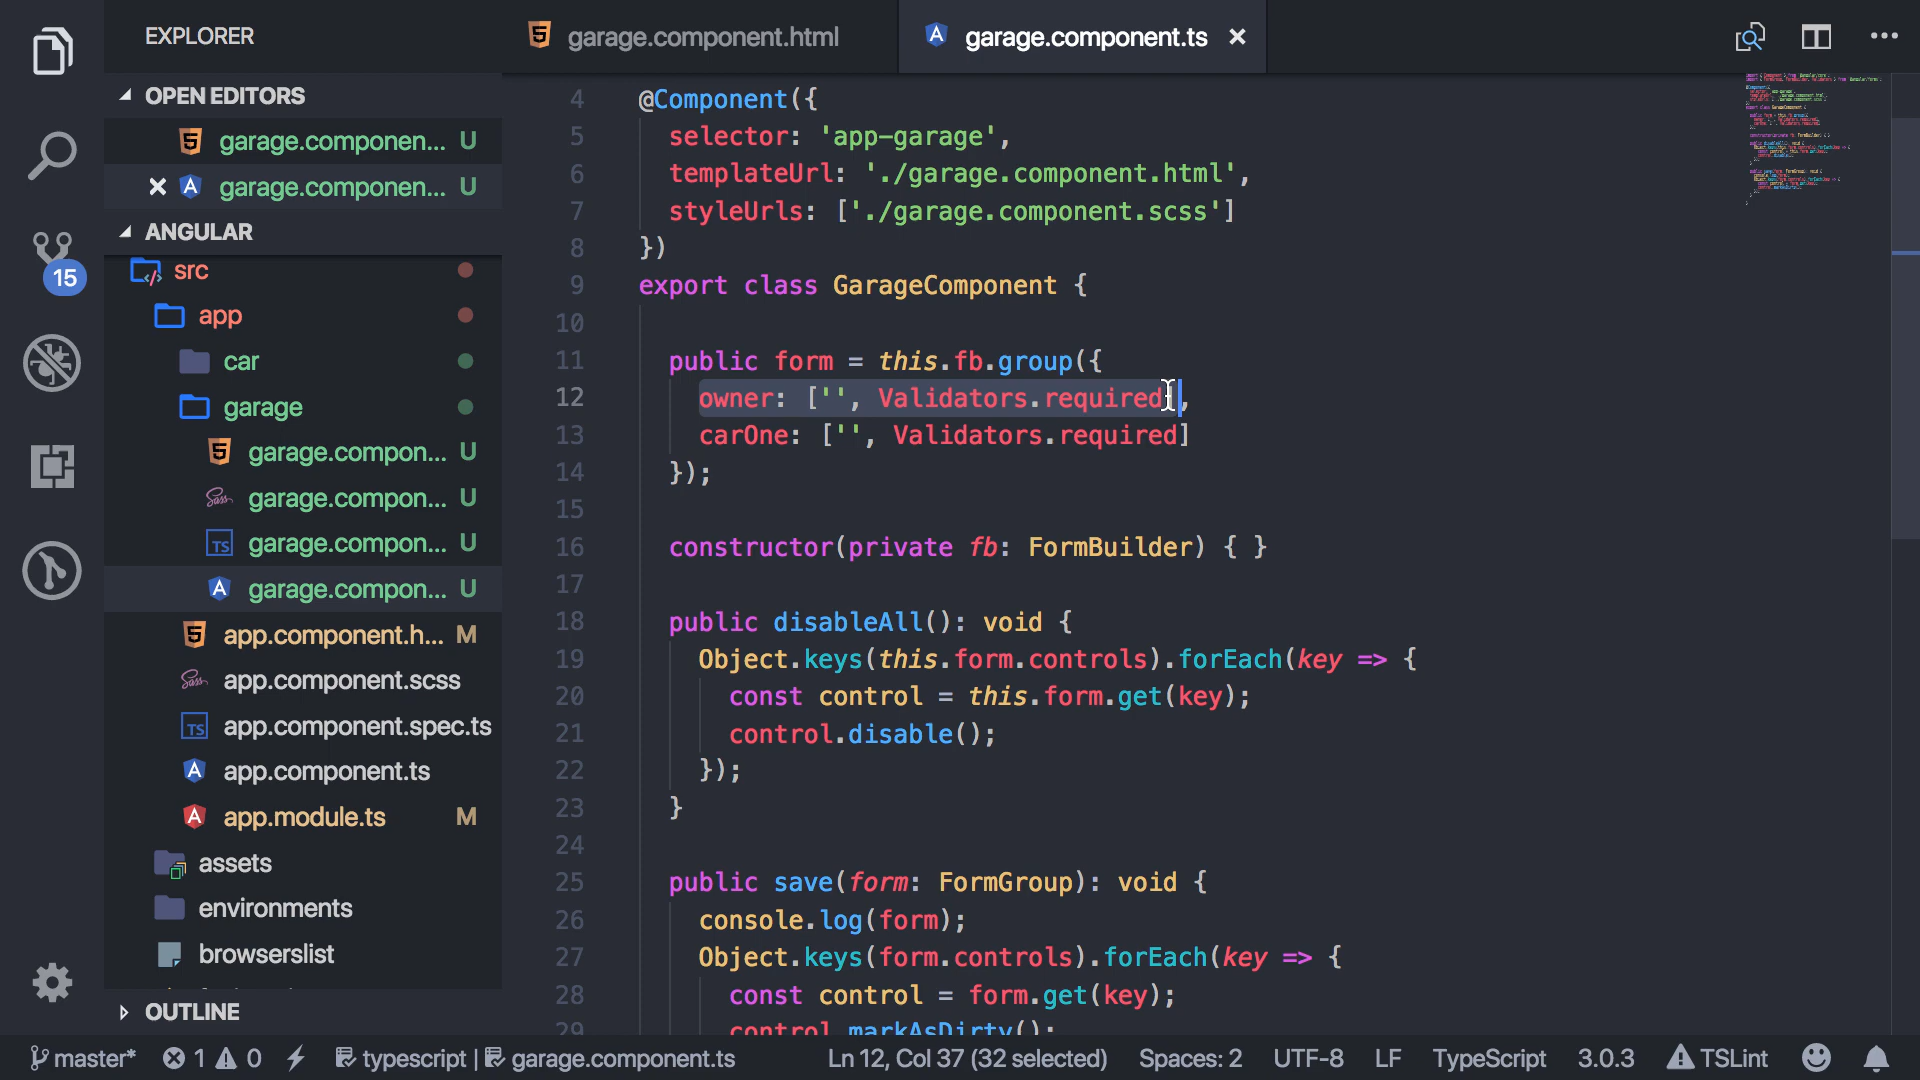 EXPLORER
garage.component.html
garage.component.ts
OPEN EDITORS
garage.componen... U
garage.componen... U
ANGULAR
src
app
car
garage
garage.compon... U
garage.compon... U
garage.compon... U
garage.compon... U
app.component.h... M
app.component.scss
app.component.spec.ts
app.component.ts
app.module.ts M
assets
environments
browserslist
OUTLINE
15
4 @Component({
5 selector: 'app-garage',
6 templateUrl: './garage.component.html',
7 styleUrls: ['./garage.component.scss']
8 })
9 export class GarageComponent {
10
11 public form = this.fb.group({
12 owner: ['', Validators.required],
13 carOne: ['', Validators.required]
14 });
15
16 constructor(private fb: FormBuilder) { }
17
18 public disableAll(): void {
19 Object.keys(this.form.controls).forEach(key => {
20 const control = this.form.get(key);
21 control.disable();
22 });
23 }
24
25 public save(form: FormGroup): void {
26 console.log(form);
27 Object.keys(form.controls).forEach(key => {
28 const control = form.get(key);
29 control.markAsDirty();
master* 1 0 typescript | garage.component.ts Ln 12, Col 37 (32 selected) Spaces: 2 UTF-8 LF TypeScript 3.0.3 TSLint